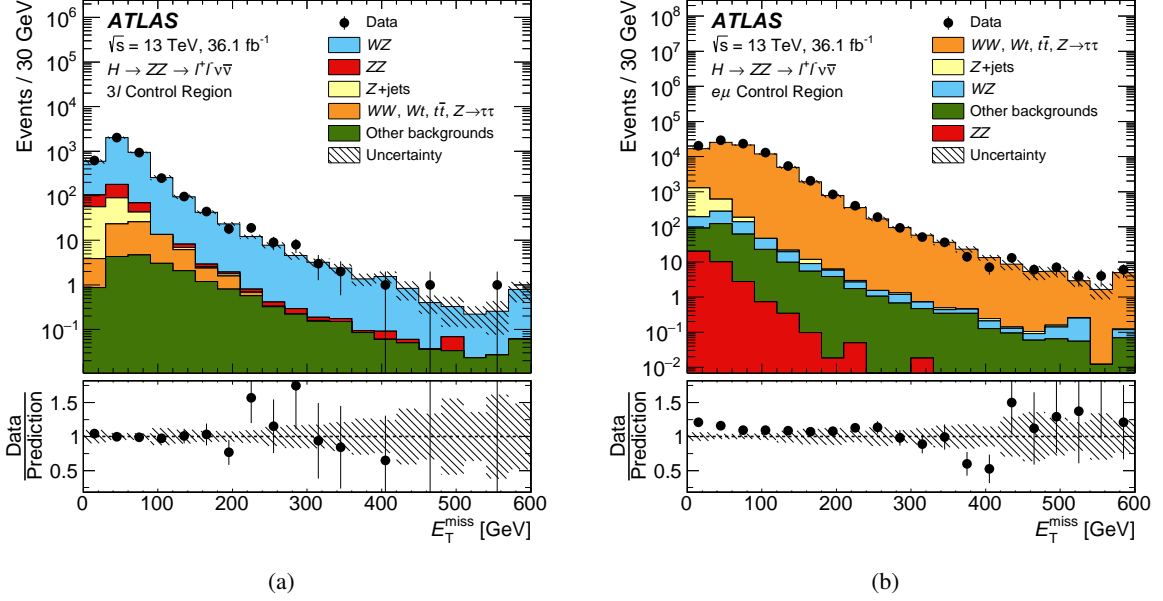 Events / 30 GeV
10⁶
10⁵
10⁴
10³
10²
10
1
10⁻¹
ATLAS
√s = 13 TeV, 36.1 fb⁻¹
H → ZZ → l⁺l⁻νν̄
3l Control Region
Data
WZ
ZZ
Z+jets
WW, Wt, tt̄, Z→ττ
Other backgrounds
Uncertainty
Data
Prediction
1.5
1
0.5
0 100 200 300 400 500 600
E_T^miss [GeV]
(a)
Events / 30 GeV
10⁸
10⁷
10⁶
10⁵
10⁴
10³
10²
10
1
10⁻¹
10⁻²
ATLAS
√s = 13 TeV, 36.1 fb⁻¹
H → ZZ → l⁺l⁻νν̄
eμ Control Region
Data
WW, Wt, tt̄, Z→ττ
Z+jets
WZ
Other backgrounds
ZZ
Uncertainty
Data
Prediction
1.5
1
0.5
0 100 200 300 400 500 600
E_T^miss [GeV]
(b)